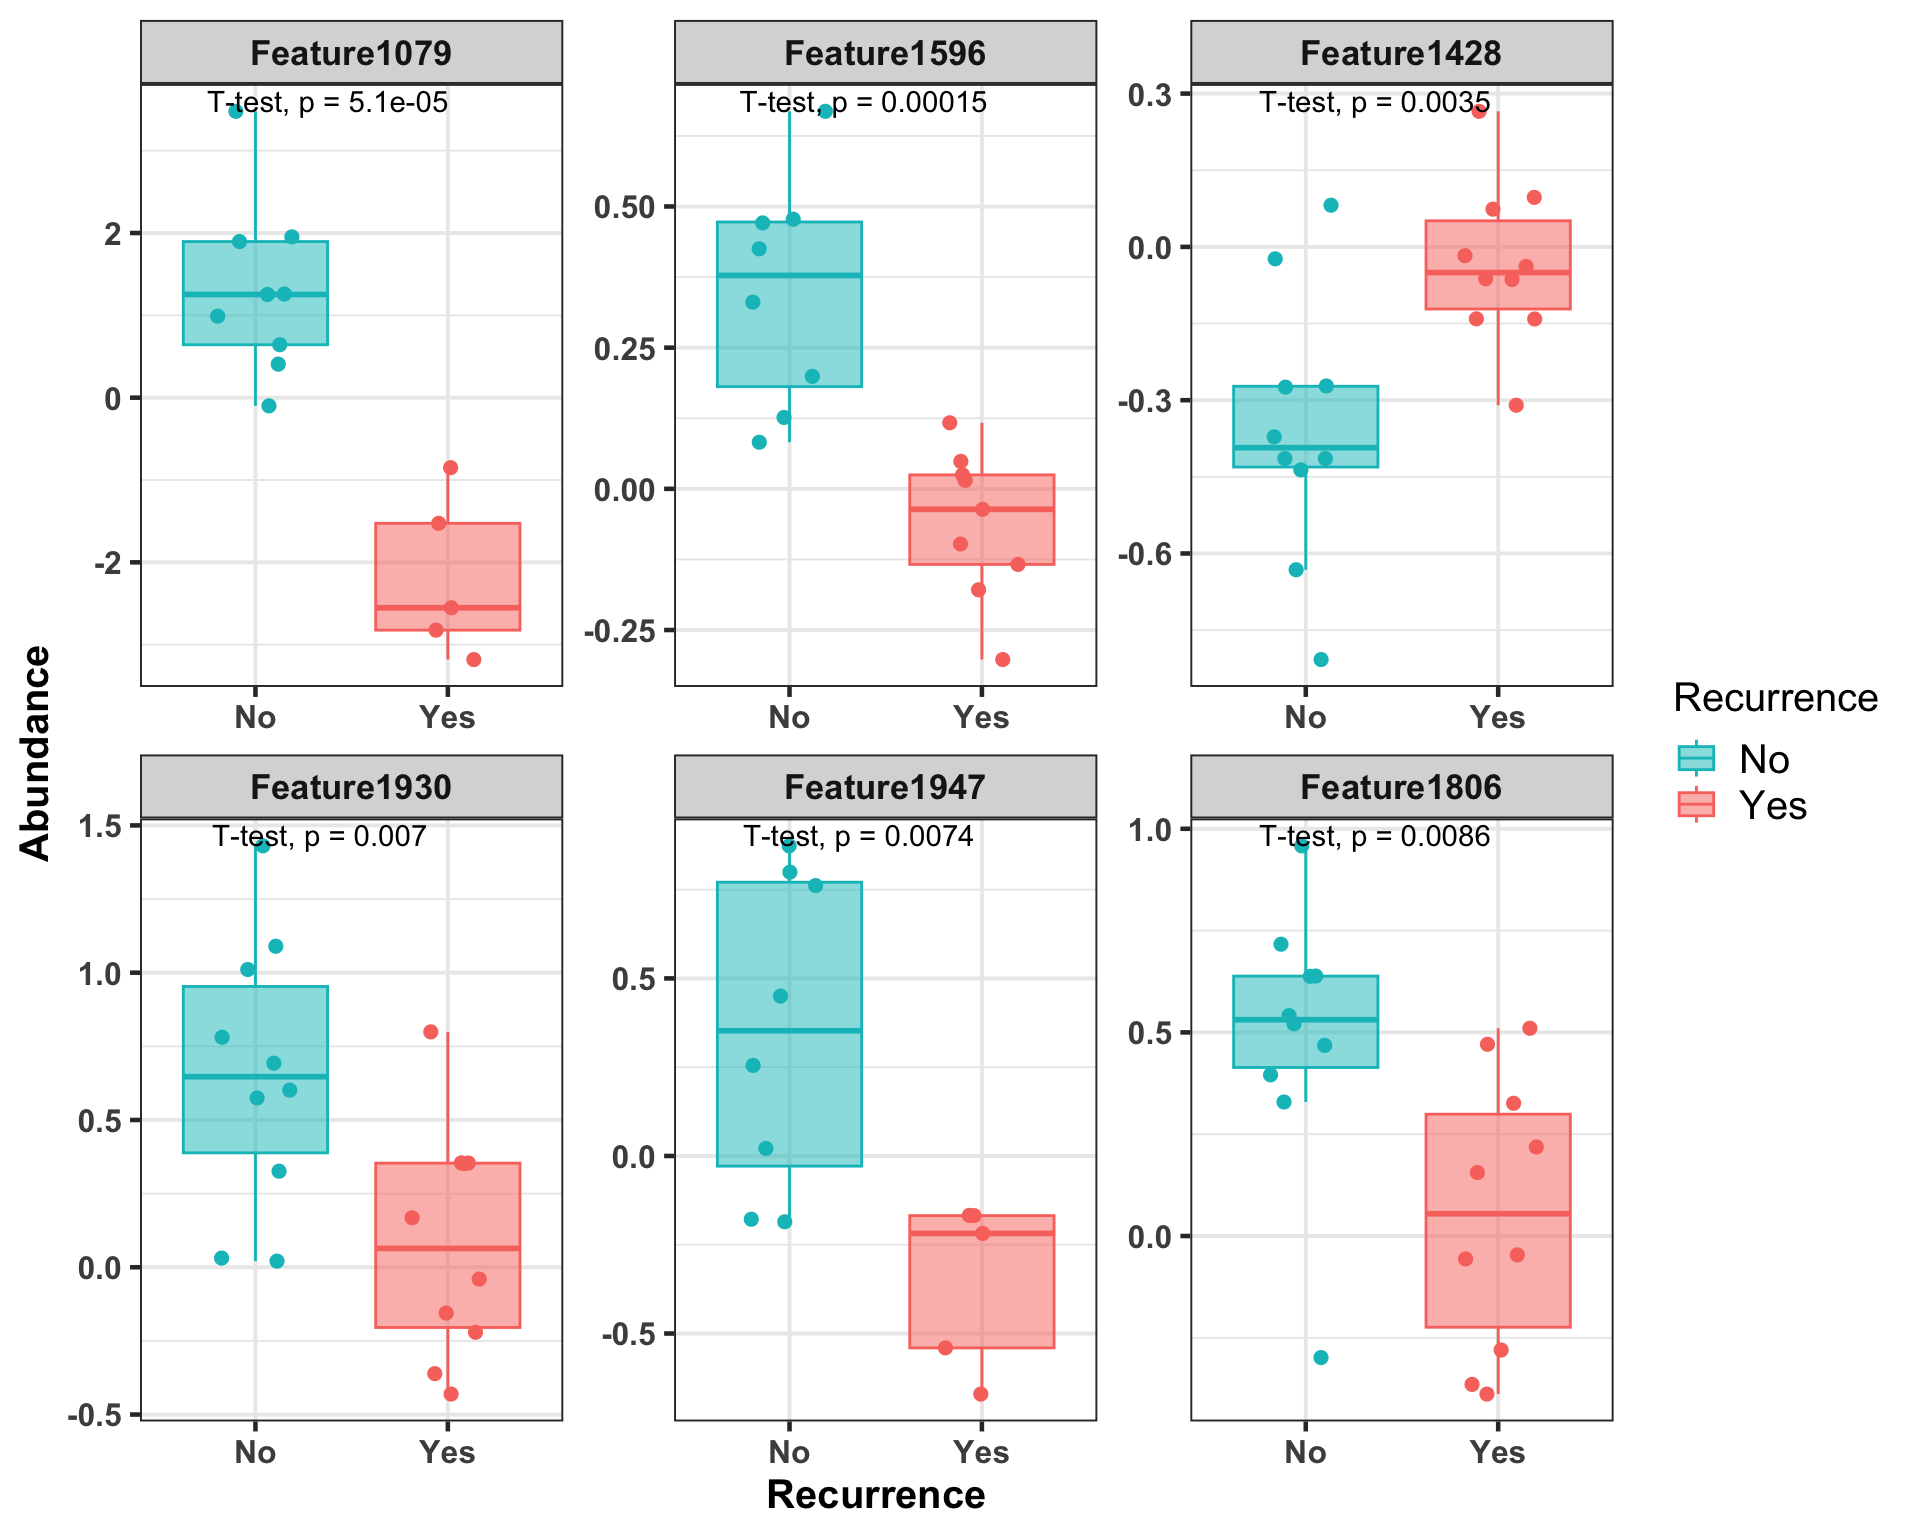 Feature1079
T-test, p = 5.1e-05
2
0
-2
No
Yes
Feature1596
T-test, p = 0.00015
0.50
0.25
0.00
-0.25
No
Yes
Feature1428
T-test, p = 0.0035
0.3
0.0
-0.3
-0.6
No
Yes
Abundance
Feature1930
T-test, p = 0.007
1.5
1.0
0.5
0.0
-0.5
No
Yes
Feature1947
T-test, p = 0.0074
0.5
0.0
-0.5
No
Yes
Feature1806
T-test, p = 0.0086
1.0
0.5
0.0
No
Yes
Recurrence
Recurrence
No
Yes